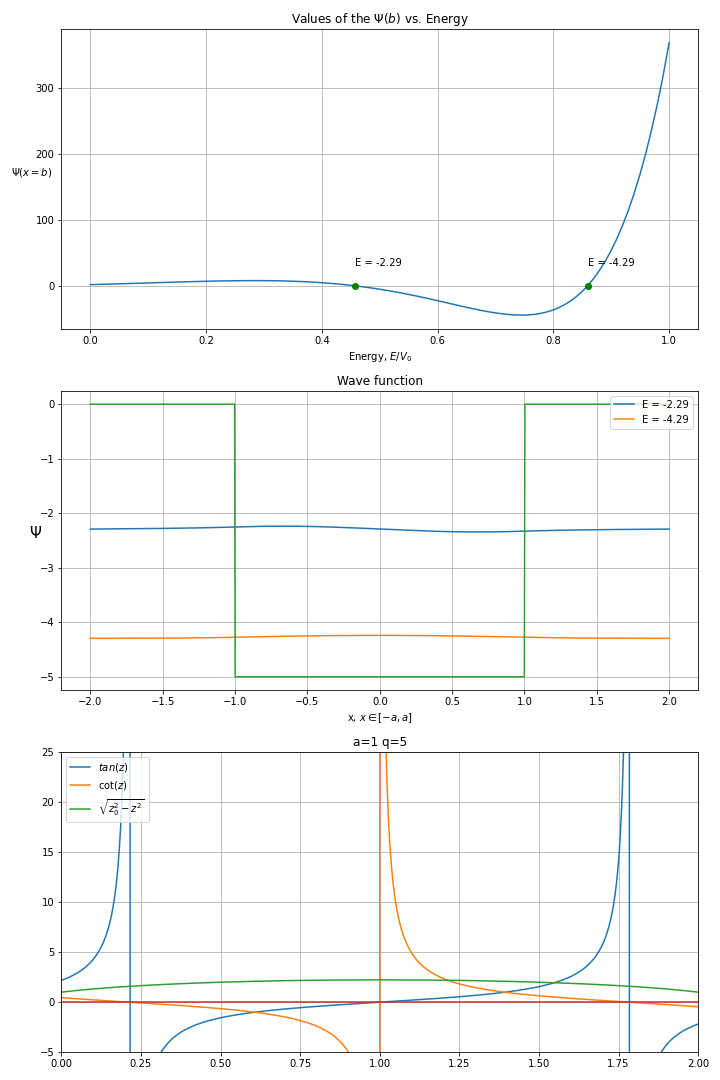 Values of the Ψ(b) vs. Energy
300
200
Ψ(x = b)
100
E = -2.29
E = -4.29
0
0.0 0.2 0.4 0.6 0.8 1.0
Energy, E/V₀
Wave function
0
E = -2.29
E = -4.29
−1
−2
Ψ
−3
−4
−5
−2.0 −1.5 −1.0 −0.5 0.0 0.5 1.0 1.5 2.0
x, x ∈ [−a, a]
a=1 q=5
25
tan(z)
cot(z)
√z₀² − z²
20
15
10
5
0
−5
0.00 0.25 0.50 0.75 1.00 1.25 1.50 1.75 2.00